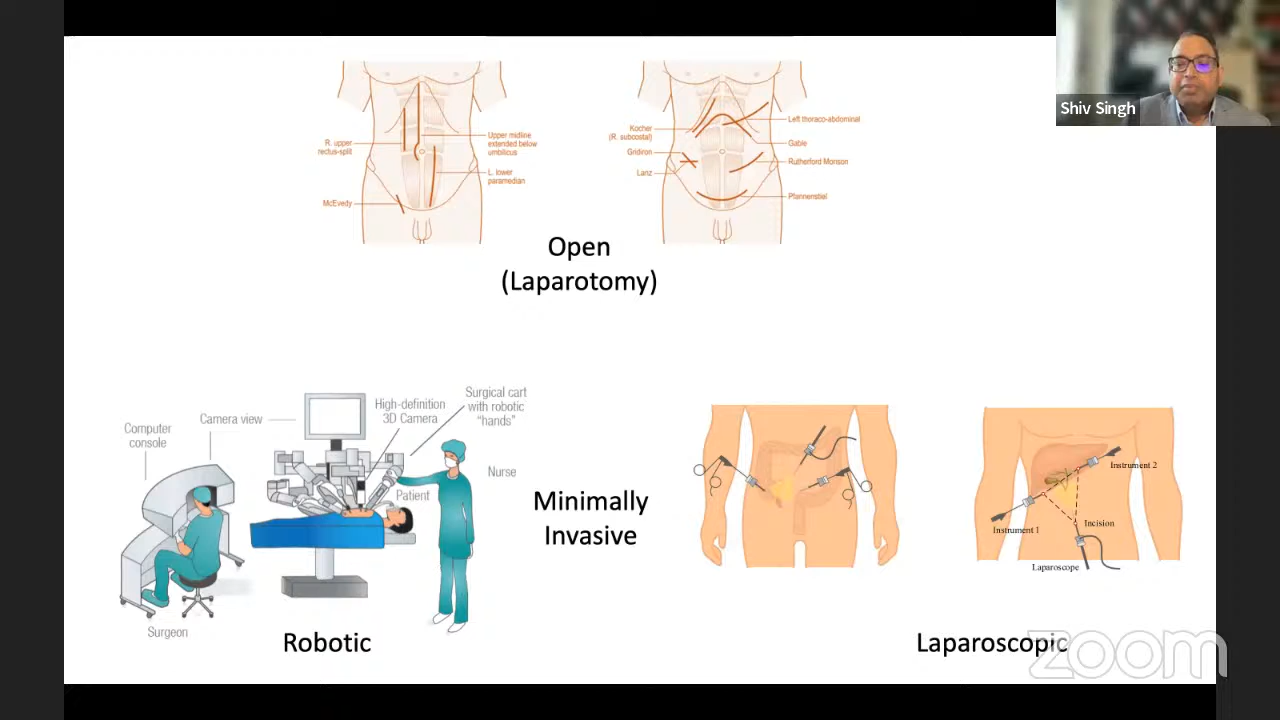 Shiv Singh
R. upper
rectus-split
McEvedy
Upper midline
extended below
umbilicus
L. lower
paramedian
Kocher
(R. subcostal)
Gridiron
Lanz
Left thoraco-abdominal
Gable
Rutherford Morison
Pfannenstiel
Open
(Laparotomy)
Computer
console
Camera view
High-definition
3D Camera
Surgical cart
with robotic
"hands"
Nurse
Patient
Surgeon
Robotic
Minimally
Invasive
Instrument 2
Instrument 1
Incision
Laparoscope
Laparoscopic
zoom